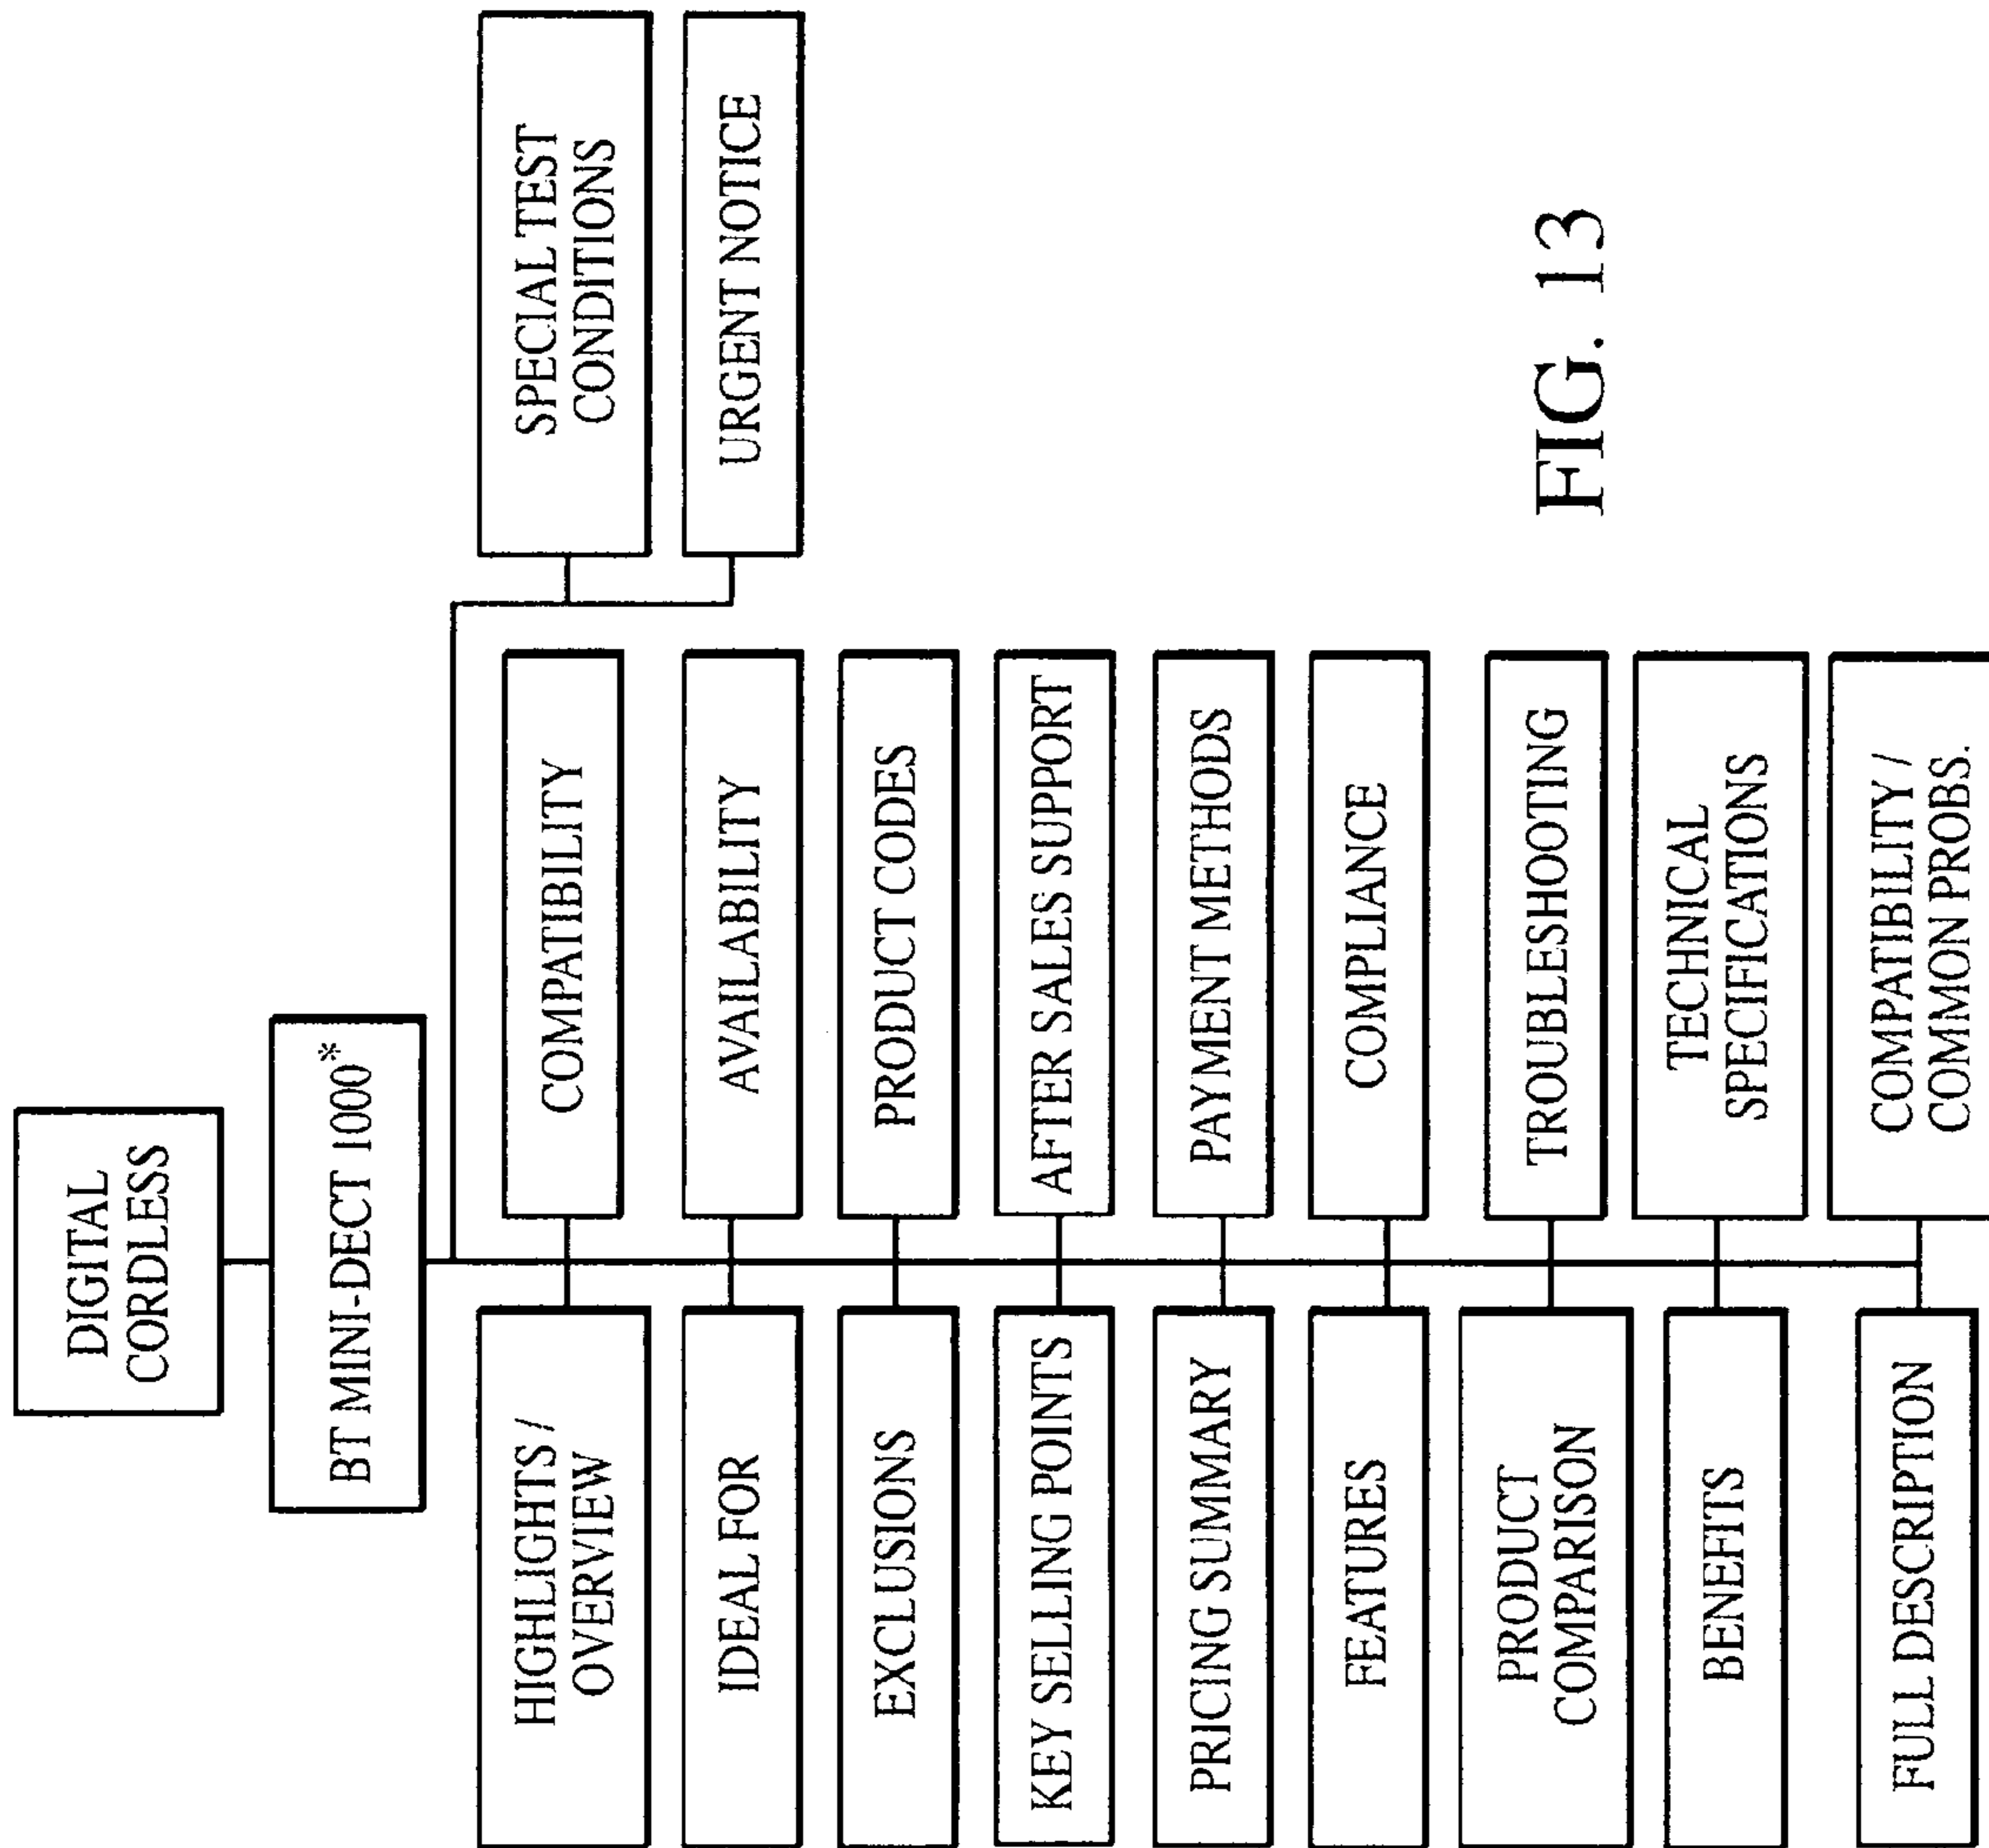 DIGITAL
CORDLESS
BT MINI-DECT 1000*
HIGHLIGHTS /
OVERVIEW
IDEAL FOR
EXCLUSIONS
KEY SELLING POINTS
PRICING SUMMARY
FEATURES
PRODUCT
COMPARISON
BENEFITS
FULL DESCRIPTION
COMPATIBILITY
AVAILABILITY
PRODUCT CODES
AFTER SALES SUPPORT
PAYMENT METHODS
COMPLIANCE
TROUBLESHOOTING
TECHNICAL
SPECIFICATIONS
COMPATIBILITY /
COMMON PROBS.
SPECIAL TEST
CONDITIONS
URGENT NOTICE
FIG. 13